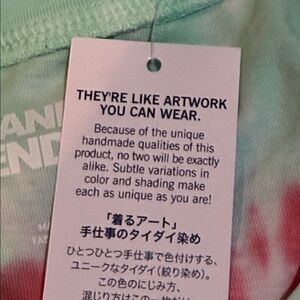 THEY'RE LIKE ARTWORK
YOU CAN WEAR.
Because of the unique
handmade qualities of this
product, no two will be exactly
alike. Subtle variations in
color and shading make
each as unique as you are!
「着るアート」
手仕事のタイダイ染め
ひとつひとつ手仕事で色付けする、
ユニークなタイダイ(絞り染め)。
この色のにじみ、